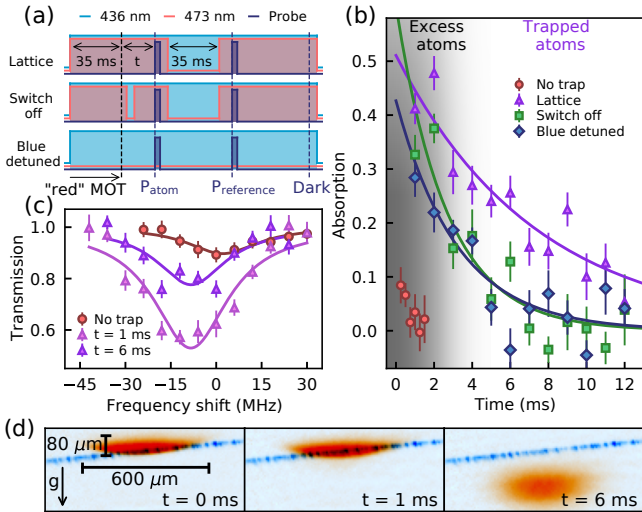 (a)
436 nm
473 nm
Probe
Lattice
35 ms
t
35 ms
Switch
off
Blue
detuned
"red" MOT
P_atom
P_reference
Dark
(b)
Excess
atoms
Trapped
atoms
No trap
Lattice
Switch off
Blue detuned
Absorption
0.5
0.4
0.3
0.2
0.1
0.0
0
2
4
6
8
10
12
Time (ms)
(c)
Transmission
1.0
0.8
0.6
No trap
t = 1 ms
t = 6 ms
−45
−30
−15
0
15
30
Frequency shift (MHz)
(d)
80 μm
600 μm
g
t = 0 ms
t = 1 ms
t = 6 ms